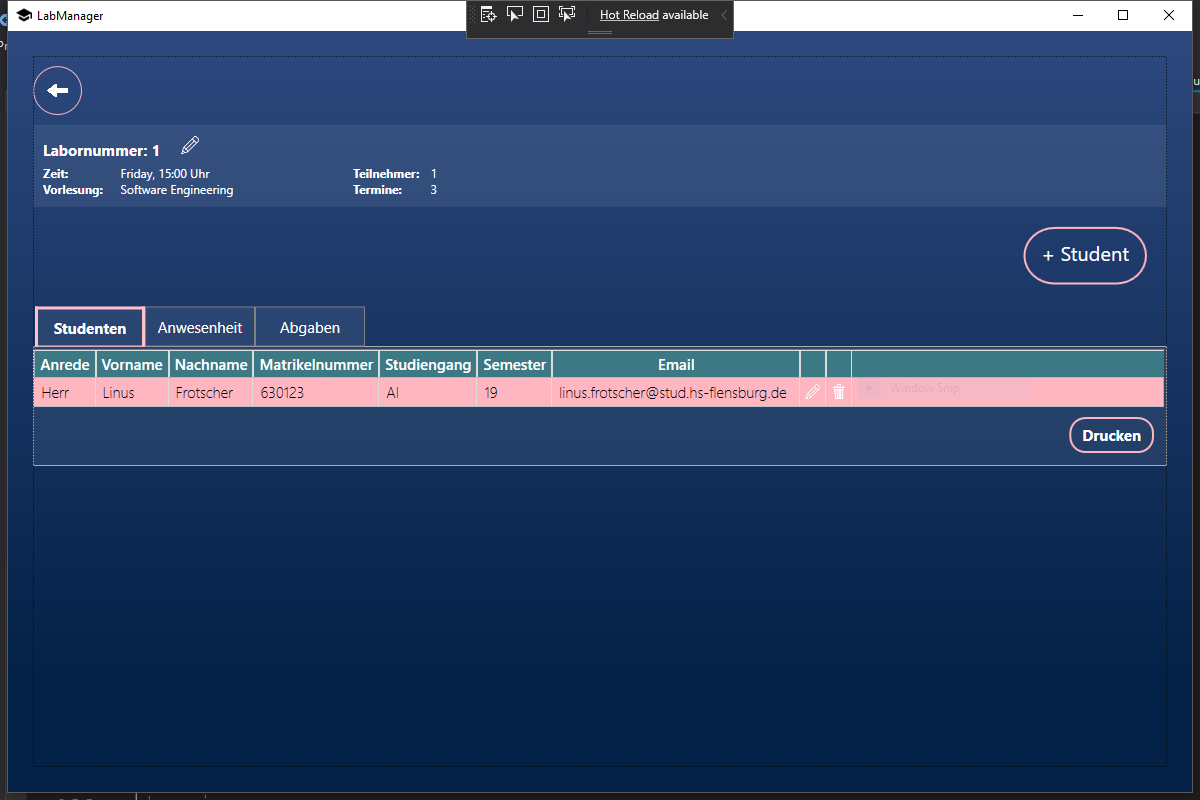 LabManager
Hot Reload available
Labornummer: 1
Zeit: Friday, 15:00 Uhr Teilnehmer: 1
Vorlesung: Software Engineering Termine: 3
+ Student
Studenten Anwesenheit Abgaben
Anrede Vorname Nachname Matrikelnummer Studiengang Semester Email
Herr Linus Frotscher 630123 AI 19 linus.frotscher@stud.hs-flensburg.de Window Snip
Drucken